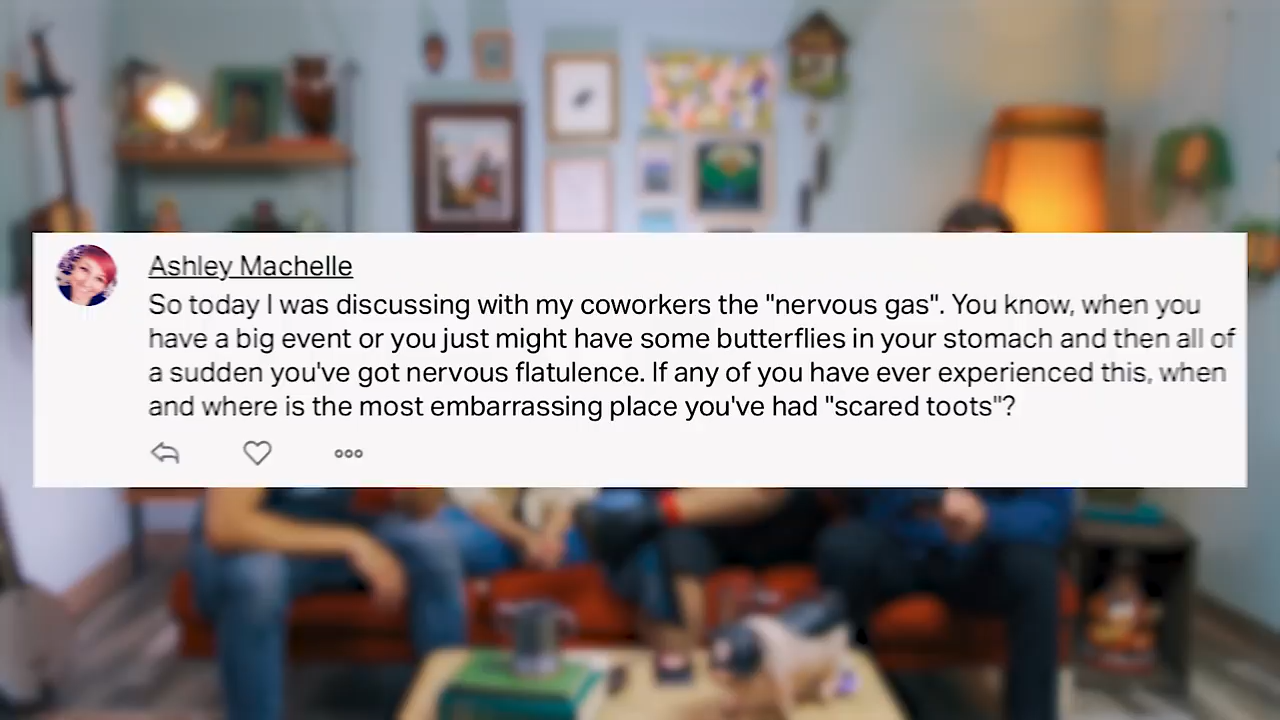 Ashley Machelle
So today I was discussing with my coworkers the "nervous gas". You know, when you
have a big event or you just might have some butterflies in your stomach and then all of
a sudden you've got nervous flatulence. If any of you have ever experienced this, when
and where is the most embarrassing place you've had "scared toots"?